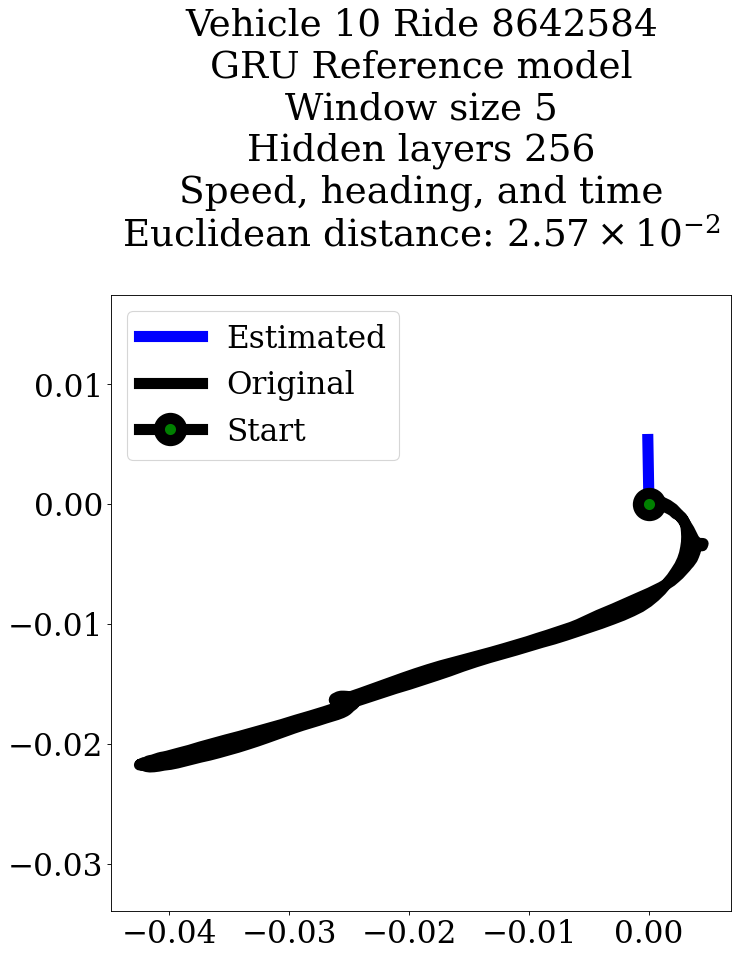 Vehicle 10 Ride 8642584
GRU Reference model
Window size 5
Hidden layers 256
Speed, heading, and time
Euclidean distance: 2.57 × 10⁻²
Estimated
Original
Start
0.01
0.00
−0.01
−0.02
−0.03
−0.04 −0.03 −0.02 −0.01 0.00